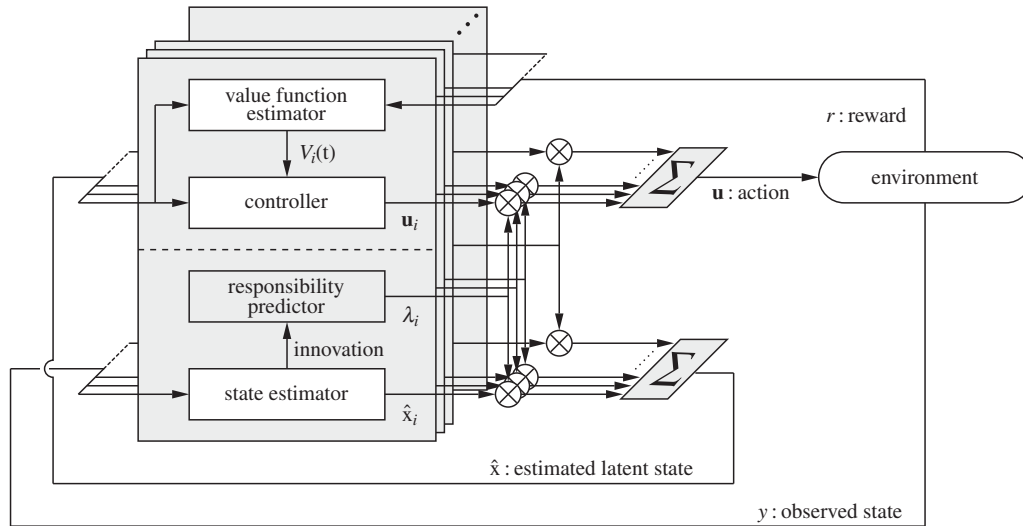 value function
estimator
r : reward
V_i(t)
environment
controller
u_i
Σ
u : action
responsibility
predictor
λ̂_i
innovation
state estimator
x̂_i
Σ
x̂ : estimated latent state
y : observed state